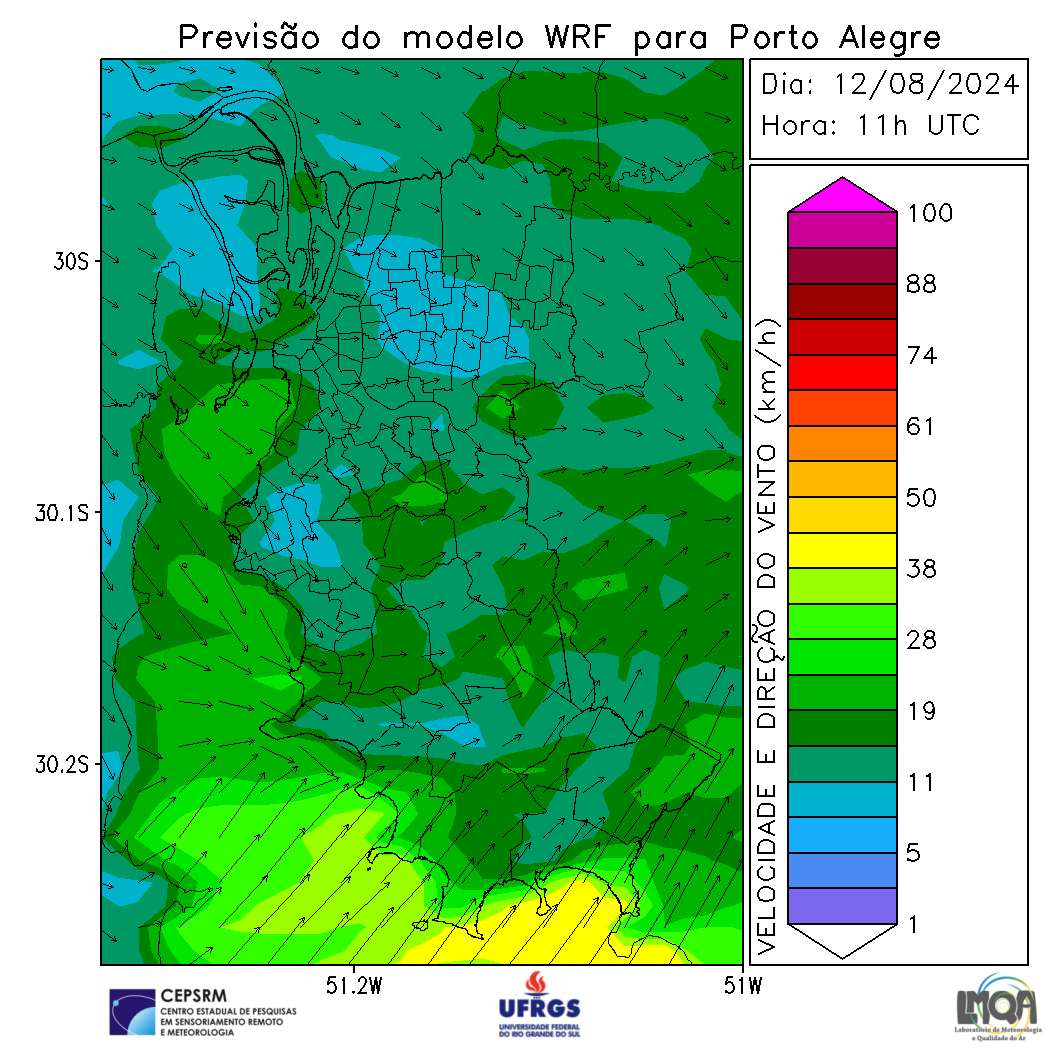 Previsão do modelo WRF para Porto Alegre
Dia: 12/08/2024
Hora: 11h UTC
30S
30.1S
30.2S
51.2W
51W
VELOCIDADE E DIREÇÃO DO VENTO (km/h)
100
88
74
61
50
38
28
19
11
5
1
CEPSRM
CENTRO ESTADUAL DE PESQUISAS
EM SENSORIAMENTO REMOTO
E METEOROLOGIA
UFRGS
UNIVERSIDADE FEDERAL
DO RIO GRANDE DO SUL
LMQA
Laboratório de Meteorologia
e Qualidade do Ar